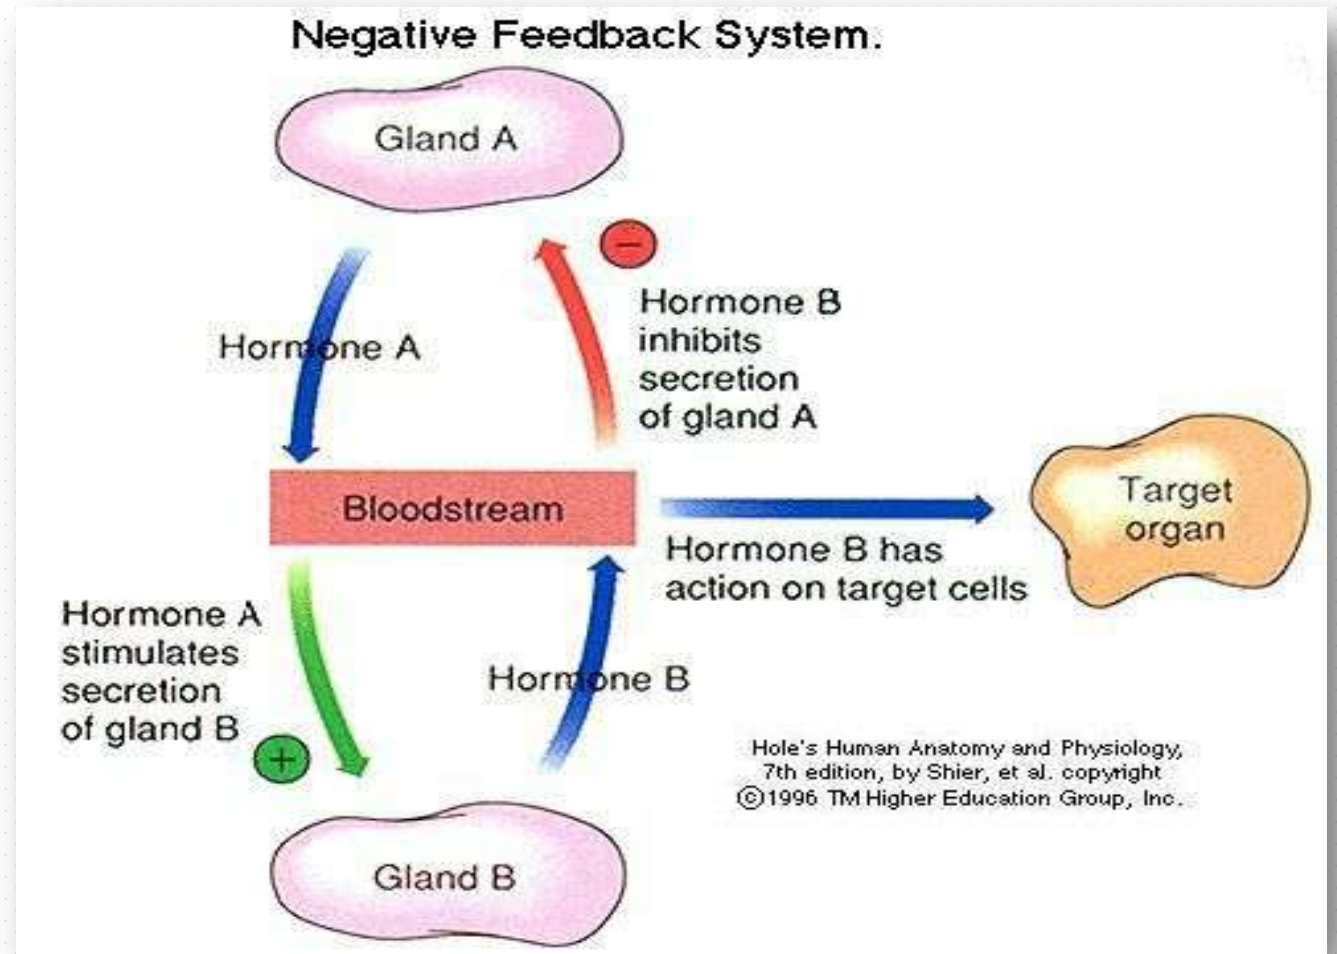 Negative Feedback System.
Gland A
Hormone A
Hormone B
inhibits
secretion
of gland A
Bloodstream
Target
organ
Hormone B has
action on target cells
Hormone A
stimulates
secretion
of gland B
Hormone B
Hole's Human Anatomy and Physiology,
7th edition, by Shier, et al. copyright
©1996 TM Higher Education Group, Inc.
Gland B